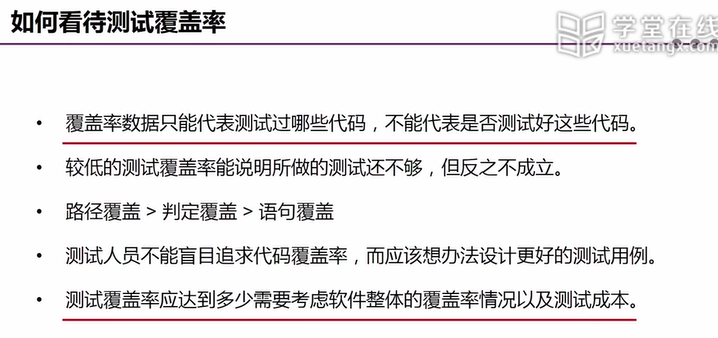 如何看待测试覆盖率
学堂在线
xuetangx.com
• 覆盖率数据只能代表测试过哪些代码，不能代表是否测试好这些代码。
• 较低的测试覆盖率能说明所做的测试还不够，但反之不成立。
• 路径覆盖 > 判定覆盖 > 语句覆盖
• 测试人员不能盲目追求代码覆盖率，而应该想办法设计更好的测试用例。
• 测试覆盖率应达到多少需要考虑软件整体的覆盖率情况以及测试成本。